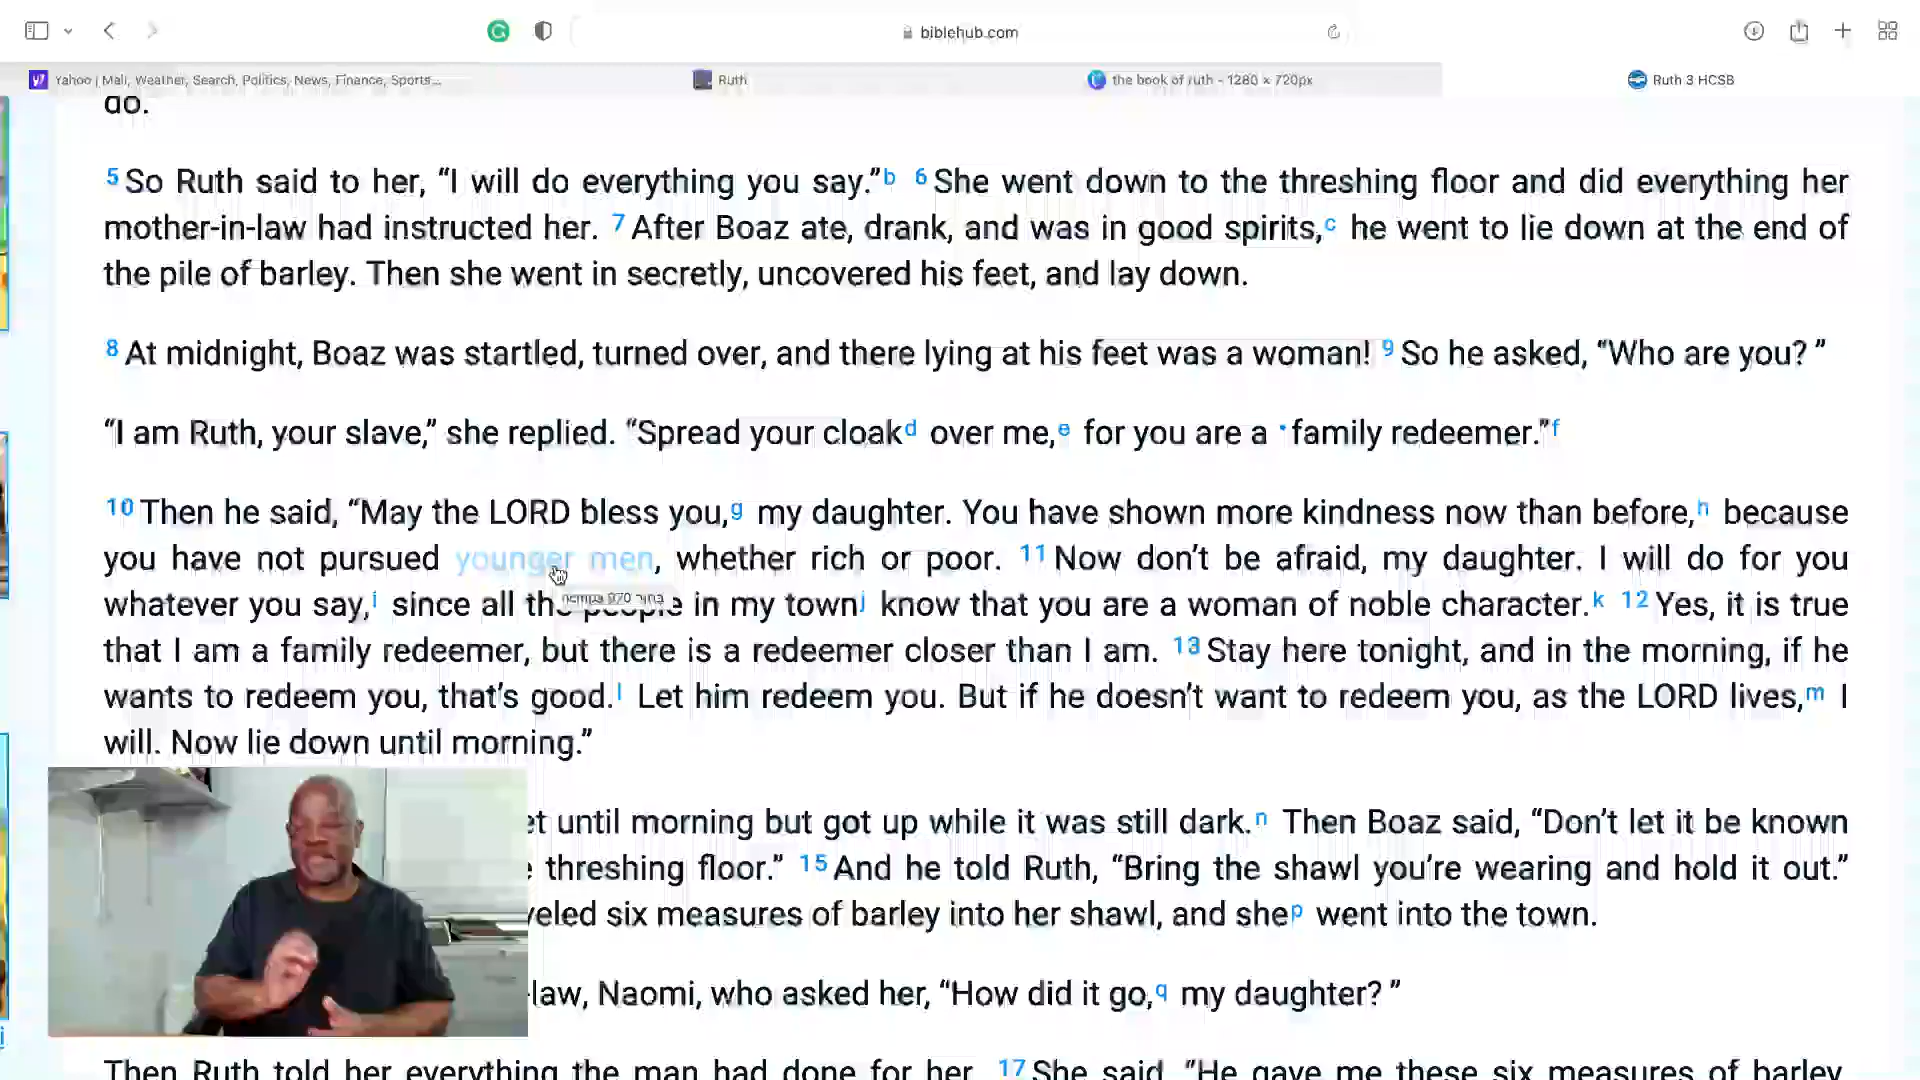 biblehub.com
Yahoo | Mail, Weather, Search, Politics, News, Finance, Sports...
Ruth
the book of ruth - 1280 × 720px
Ruth 3 HCSB
do.
5 So Ruth said to her, “I will do everything you say.”b 6 She went down to the threshing floor and did everything her
mother-in-law had instructed her. 7 After Boaz ate, drank, and was in good spirits,c he went to lie down at the end of
the pile of barley. Then she went in secretly, uncovered his feet, and lay down.
8 At midnight, Boaz was startled, turned over, and there lying at his feet was a woman! 9 So he asked, “Who are you? ”
“I am Ruth, your slave,” she replied. “Spread your cloakd over me,e for you are a •family redeemer.”f
10 Then he said, “May the LORD bless you,g my daughter. You have shown more kindness now than before,h because
you have not pursued younger men, whether rich or poor. 11 Now don’t be afraid, my daughter. I will do for you
whatever you say,i since all the people in my townj know that you are a woman of noble character.k 12 Yes, it is true
that I am a family redeemer, but there is a redeemer closer than I am. 13 Stay here tonight, and in the morning, if he
wants to redeem you, that’s good.l Let him redeem you. But if he doesn’t want to redeem you, as the LORD lives,m I
will. Now lie down until morning.”
et until morning but got up while it was still dark.n Then Boaz said, “Don’t let it be known
threshing floor.” 15 And he told Ruth, “Bring the shawl you’re wearing and hold it out.”
veled six measures of barley into her shawl, and shep went into the town.
-law, Naomi, who asked her, “How did it go,q my daughter? ”
Then Ruth told her everything the man had done for her. 17 She said, “He gave me these six measures of barley,